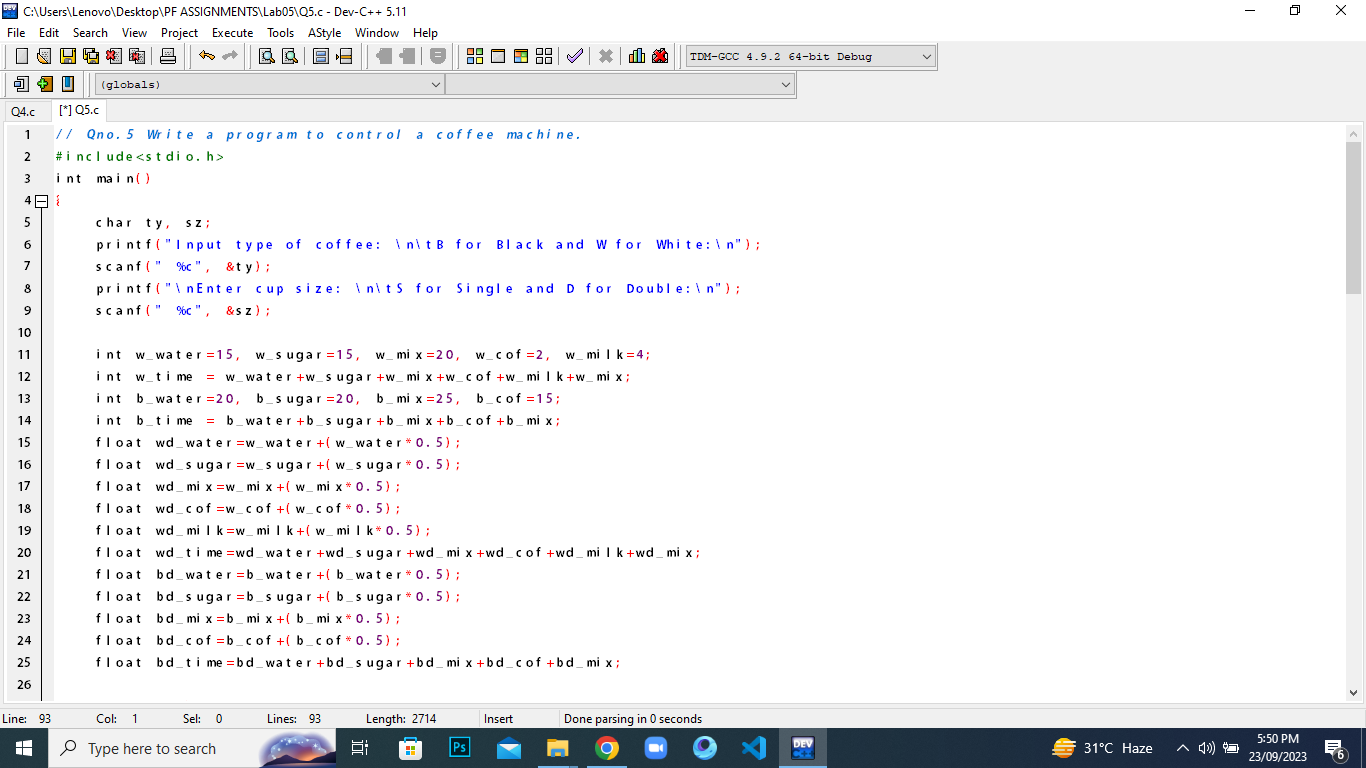 C:\Users\Lenovo\Desktop\PF ASSIGNMENTS\Lab05\Q5.c - Dev-C++ 5.11
File Edit Search View Project Execute Tools AStyle Window Help
TDM-GCC 4.9.2 64-bit Debug
(globals)
Q4.c [*] Q5.c
1 // Qno.5 Write a program to control a coffee machine.
2 #include<stdio.h>
3 int main()
4 {
5 char ty, sz;
6 printf("Input type of coffee: \n\tB for Black and W for White:\n");
7 scanf(" %c", &ty);
8 printf("\nEnter cup size: \n\tS for Single and D for Double:\n");
9 scanf(" %c", &sz);
10
11 int w_water=15, w_sugar=15, w_mix=20, w_cof=2, w_milk=4;
12 int w_time = w_water+w_sugar+w_mix+w_cof+w_milk+w_mix;
13 int b_water=20, b_sugar=20, b_mix=25, b_cof=15;
14 int b_time = b_water+b_sugar+b_mix+b_cof+b_mix;
15 float wd_water=w_water+(w_water*0.5);
16 float wd_sugar=w_sugar+(w_sugar*0.5);
17 float wd_mix=w_mix+(w_mix*0.5);
18 float wd_cof=w_cof+(w_cof*0.5);
19 float wd_milk=w_milk+(w_milk*0.5);
20 float wd_time=wd_water+wd_sugar+wd_mix+wd_cof+wd_milk+wd_mix;
21 float bd_water=b_water+(b_water*0.5);
22 float bd_sugar=b_sugar+(b_sugar*0.5);
23 float bd_mix=b_mix+(b_mix*0.5);
24 float bd_cof=b_cof+(b_cof*0.5);
25 float bd_time=bd_water+bd_sugar+bd_mix+bd_cof+bd_mix;
26
Line: 93 Col: 1 Sel: 0 Lines: 93 Length: 2714 Insert Done parsing in 0 seconds
Type here to search Ps DEV 31°C Haze 5:50 PM
23/09/2023 6